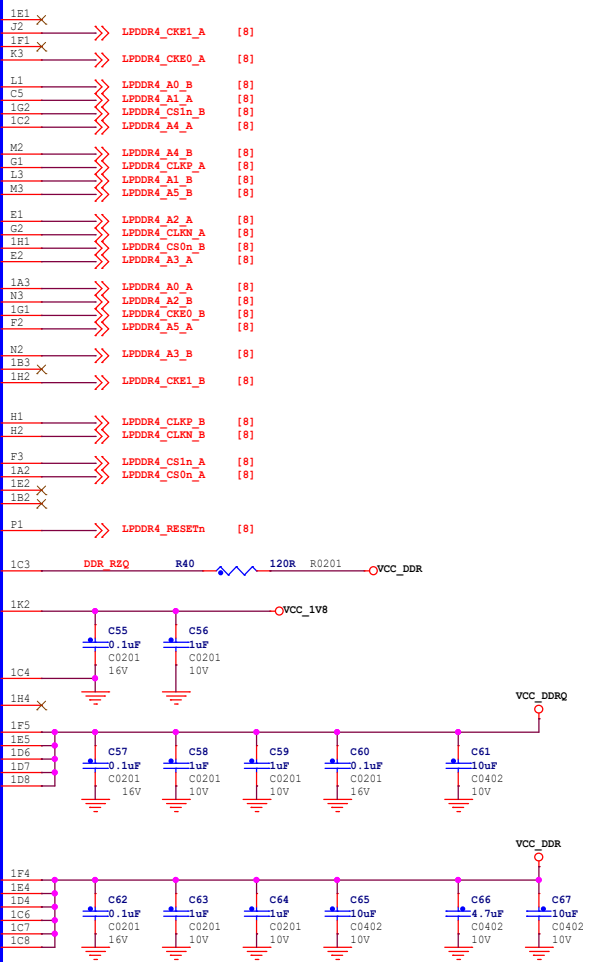 1E1
J2 LPDDR4_CKE1_A [8]
1F1
K3 LPDDR4_CKE0_A [8]
L1 LPDDR4_A0_B [8]
C5 LPDDR4_A1_A [8]
1G2 LPDDR4_CS1n_B [8]
1C2 LPDDR4_A4_A [8]
M2 LPDDR4_A4_B [8]
G1 LPDDR4_CLKP_A [8]
L3 LPDDR4_A1_B [8]
M3 LPDDR4_A5_B [8]
E1 LPDDR4_A2_A [8]
G2 LPDDR4_CLKN_A [8]
1H1 LPDDR4_CS0n_B [8]
E2 LPDDR4_A3_A [8]
1A3 LPDDR4_A0_A [8]
N3 LPDDR4_A2_B [8]
1G1 LPDDR4_CKE0_B [8]
F2 LPDDR4_A5_A [8]
N2 LPDDR4_A3_B [8]
1B3
1H2 LPDDR4_CKE1_B [8]
H1 LPDDR4_CLKP_B [8]
H2 LPDDR4_CLKN_B [8]
F3 LPDDR4_CS1n_A [8]
1A2 LPDDR4_CS0n_A [8]
1E2
1B2
P1 LPDDR4_RESETn [8]
1C3 DDR_RZQ R40 120R R0201 VCC_DDR
1K2 VCC_1V8
C55 C56
0.1uF 1uF
C0201 C0201
16V 10V
1C4
1H4
VCC_DDRQ
1F5
1E5
1D6 C57 C58 C59 C60 C61
1D7 0.1uF 1uF 1uF 0.1uF 10uF
1D8 C0201 C0201 C0201 C0201 C0402
16V 10V 10V 16V 10V
VCC_DDR
1F4
1E4
1D4 C62 C63 C64 C65 C66 C67
1C6 0.1uF 1uF 1uF 10uF 4.7uF 10uF
1C7 C0201 C0201 C0201 C0402 C0402 C0402
1C8 16V 10V 10V 10V 10V 10V